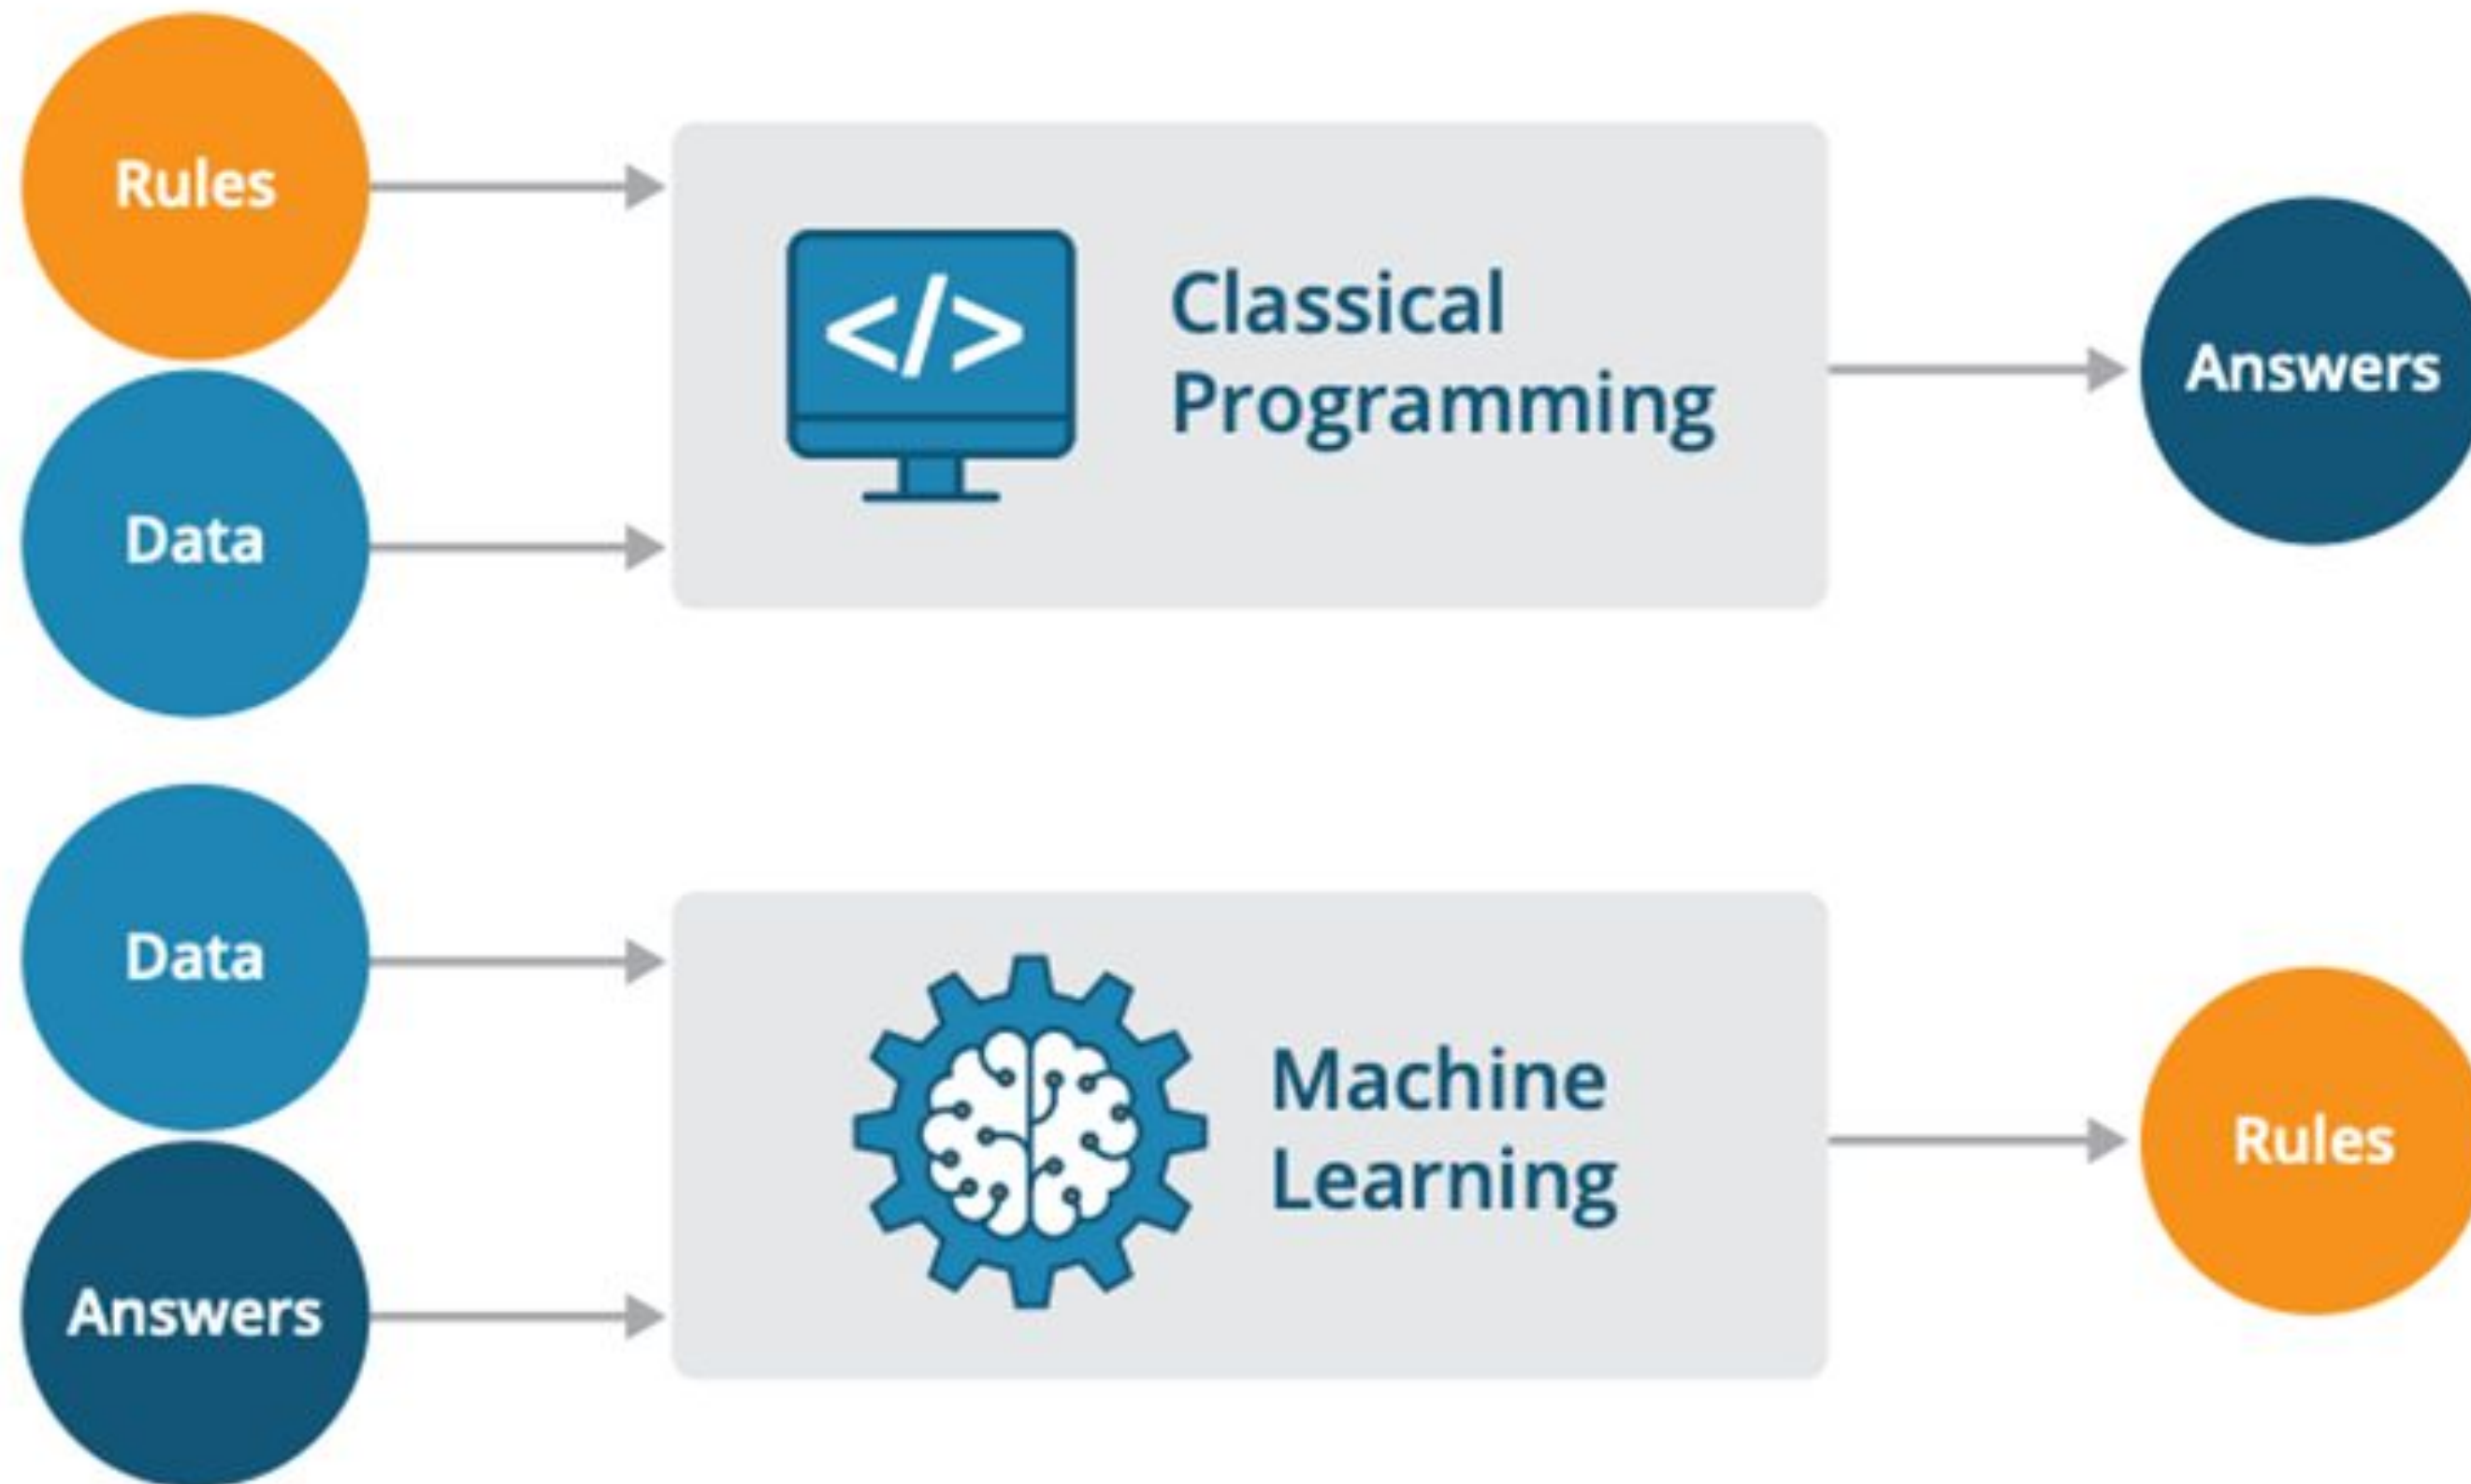 Rules
Data
</>
Classical
Programming
Answers
Data
Answers
Machine
Learning
Rules